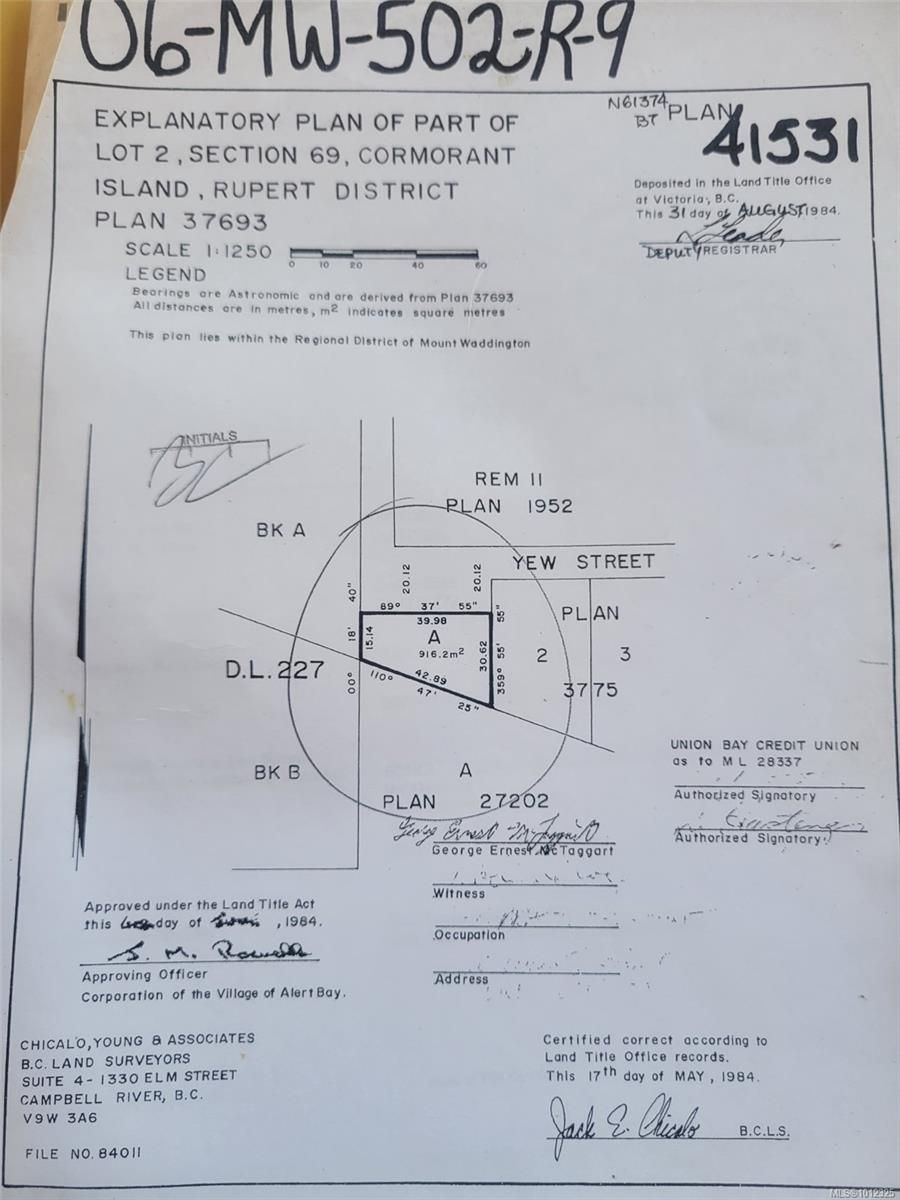 06-MW-502-R-9
EXPLANATORY PLAN OF PART OF
LOT 2, SECTION 69, CORMORANT
ISLAND, RUPERT DISTRICT
PLAN 37693
SCALE 1:1250
0 10 20 40 60
LEGEND
Bearings are Astronomic and are derived from Plan 37693
All distances are in metres, m² indicates square metres
This plan lies within the Regional District of Mount Waddington
N61374
BT PLAN
41531
Deposited in the Land Title Office
at Victoria, B.C.
This 31 day of AUGUST, 1984.
DEPUTY REGISTRAR
INITIALS
REM 11
PLAN 1952
BK A
YEW STREET
40"
20.12
20.12
89° 37' 55"
55"
PLAN
39.98
18'
15.14
A
916.2m²
30.62
55'
2
3
D.L. 227
00°
110°
42.89
47'
25"
359°
3775
BK B
A
PLAN 27202
UNION BAY CREDIT UNION
as to M L 28337
Authorized Signatory
Authorized Signatory
George Ernest McTaggart
George Ernest McTaggart
Witness
Occupation
Address
Approved under the Land Title Act
this day of , 1984.
Approving Officer
Corporation of the Village of Alert Bay.
CHICALO, YOUNG & ASSOCIATES
B.C. LAND SURVEYORS
SUITE 4 - 1330 ELM STREET
CAMPBELL RIVER, B.C.
V9W 3A6
FILE NO. 84011
Certified correct according to
Land Title Office records.
This 17th day of MAY, 1984.
Jack E. Chicalo B.C.L.S.
MLS®1012325